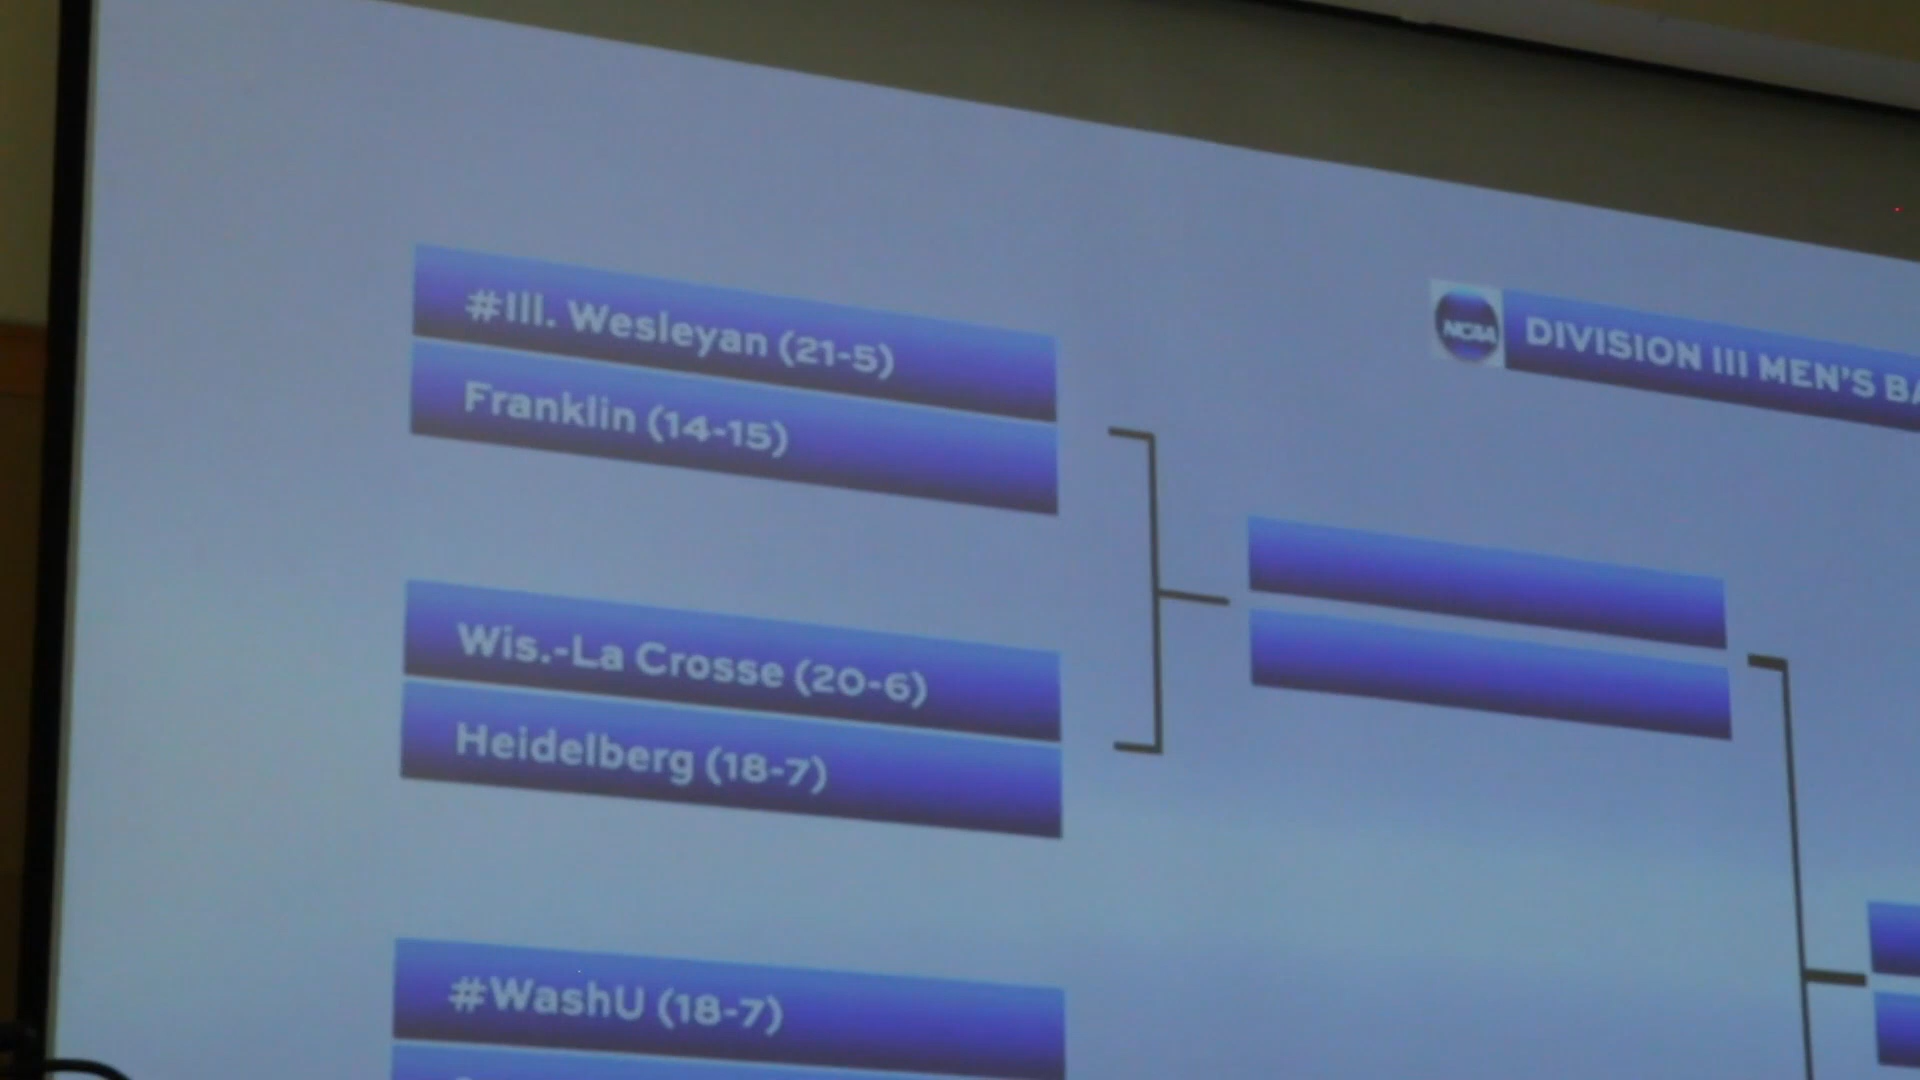 #Ill. Wesleyan (21-5)
Franklin (14-15)
NCAA
DIVISION III MEN'S
Wis.-La Crosse (20-6)
Heidelberg (18-7)
#WashU (18-7)